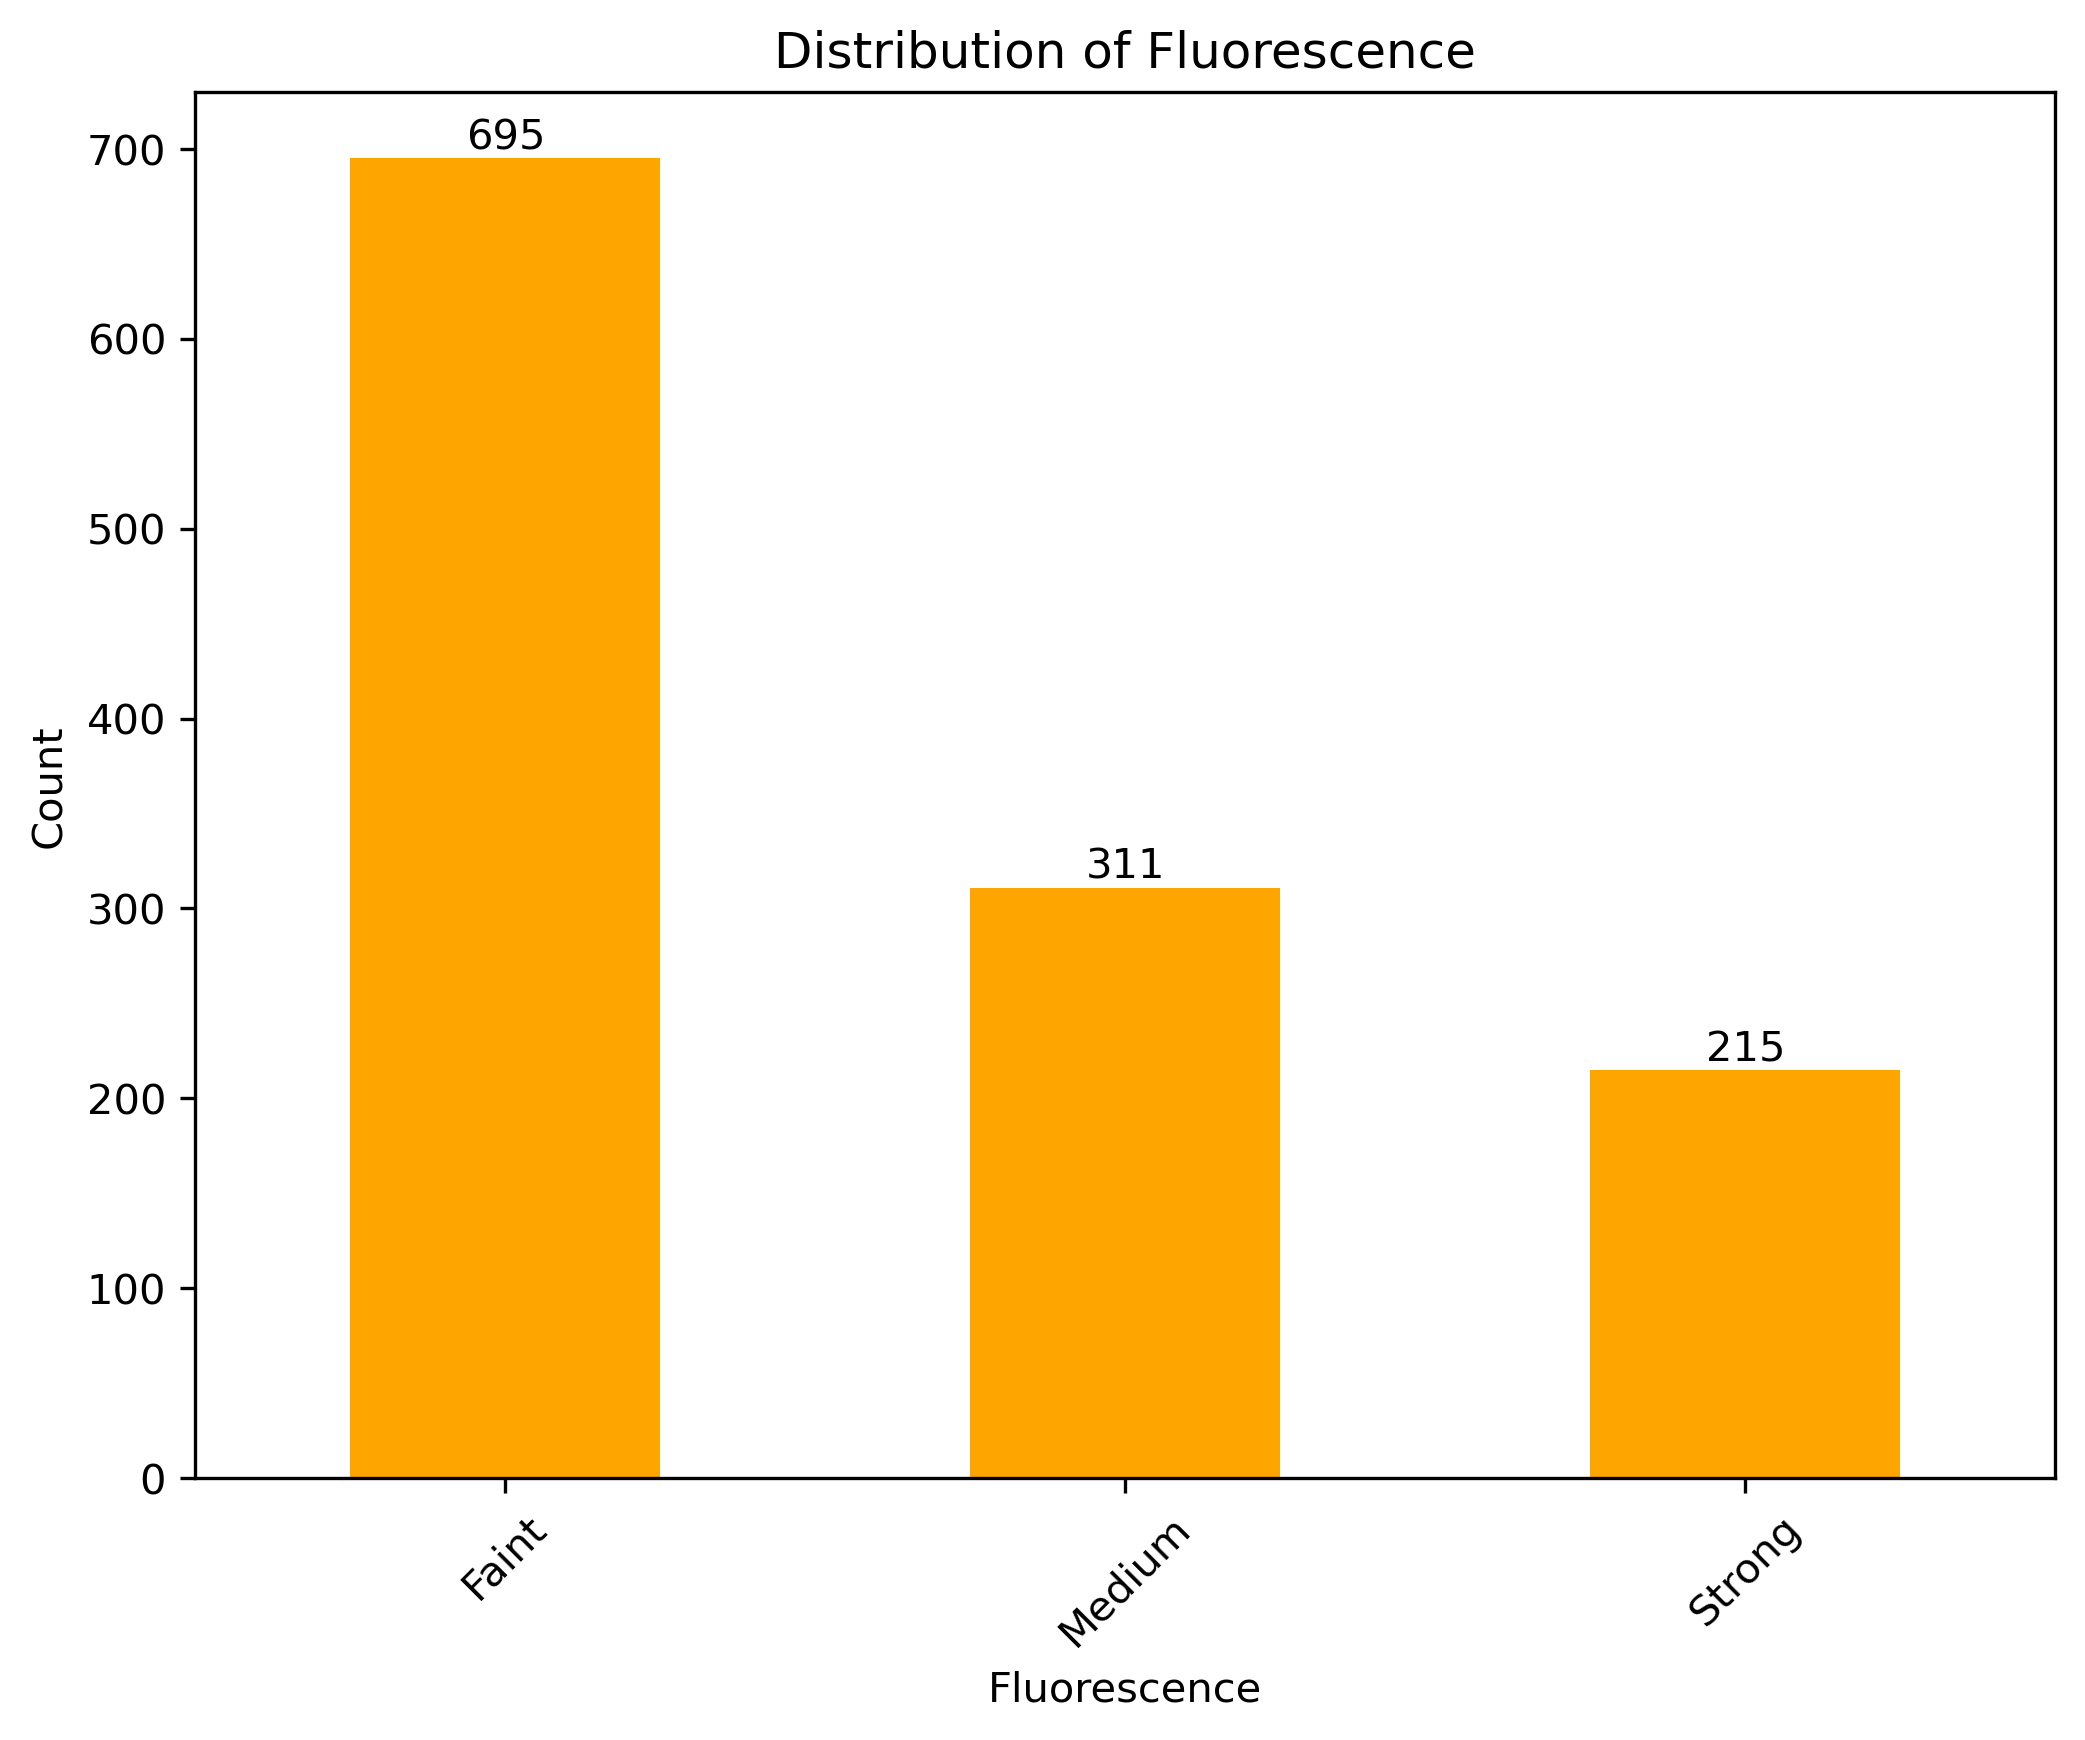 Distribution of Fluorescence
Count
700
600
500
400
300
200
100
0
695
311
215
Faint
Medium
Strong
Fluorescence